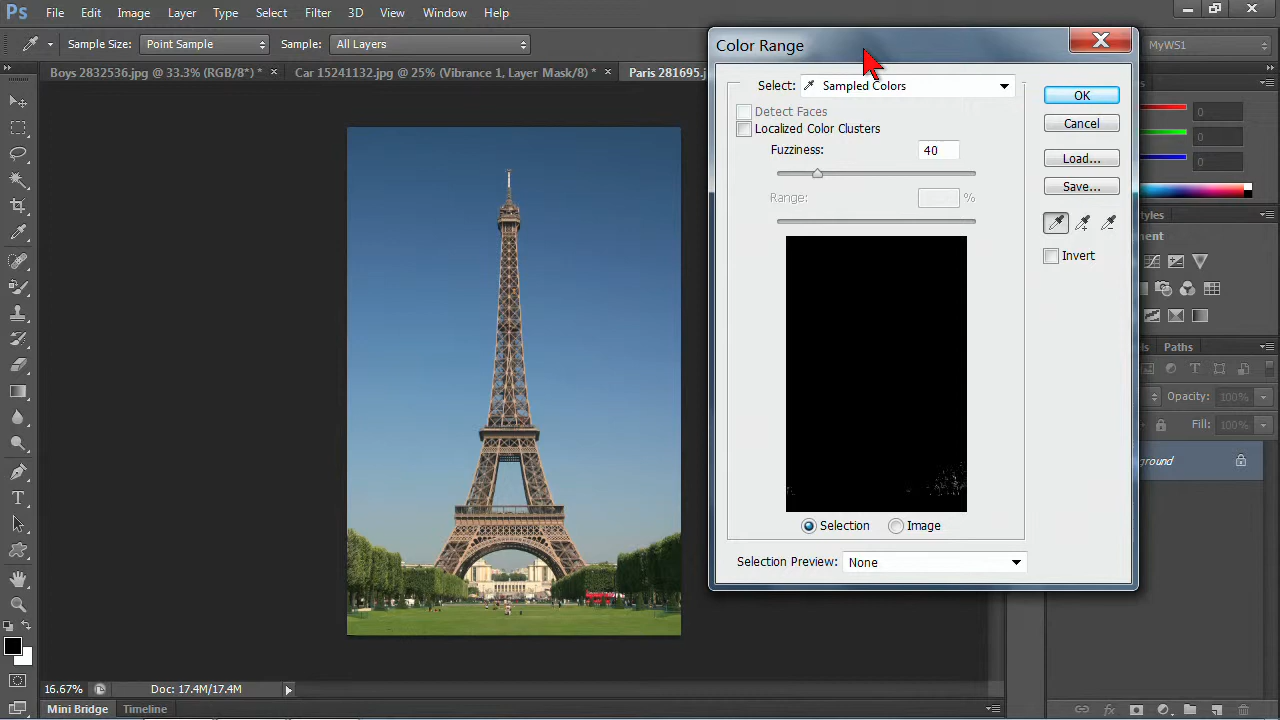 Ps File Edit Image Layer Type Select Filter 3D View Window Help
Sample Size: Point Sample Sample: All Layers MyWS1
Boys 2832536.jpg @ 33.3% (RGB/8*) * × Car 15241132.jpg @ 25% (Vibrance 1, Layer Mask/8) * × Paris 281695.j
Color Range
Select: Sampled Colors
Detect Faces
Localized Color Clusters
Fuzziness: 40
Range: %
Selection Image
Selection Preview: None
OK
Cancel
Load...
Save...
Invert
0
0
0
Paths
Opacity: 100%
Fill: 100%
16.67% Doc: 17.4M/17.4M
Mini Bridge Timeline
fx